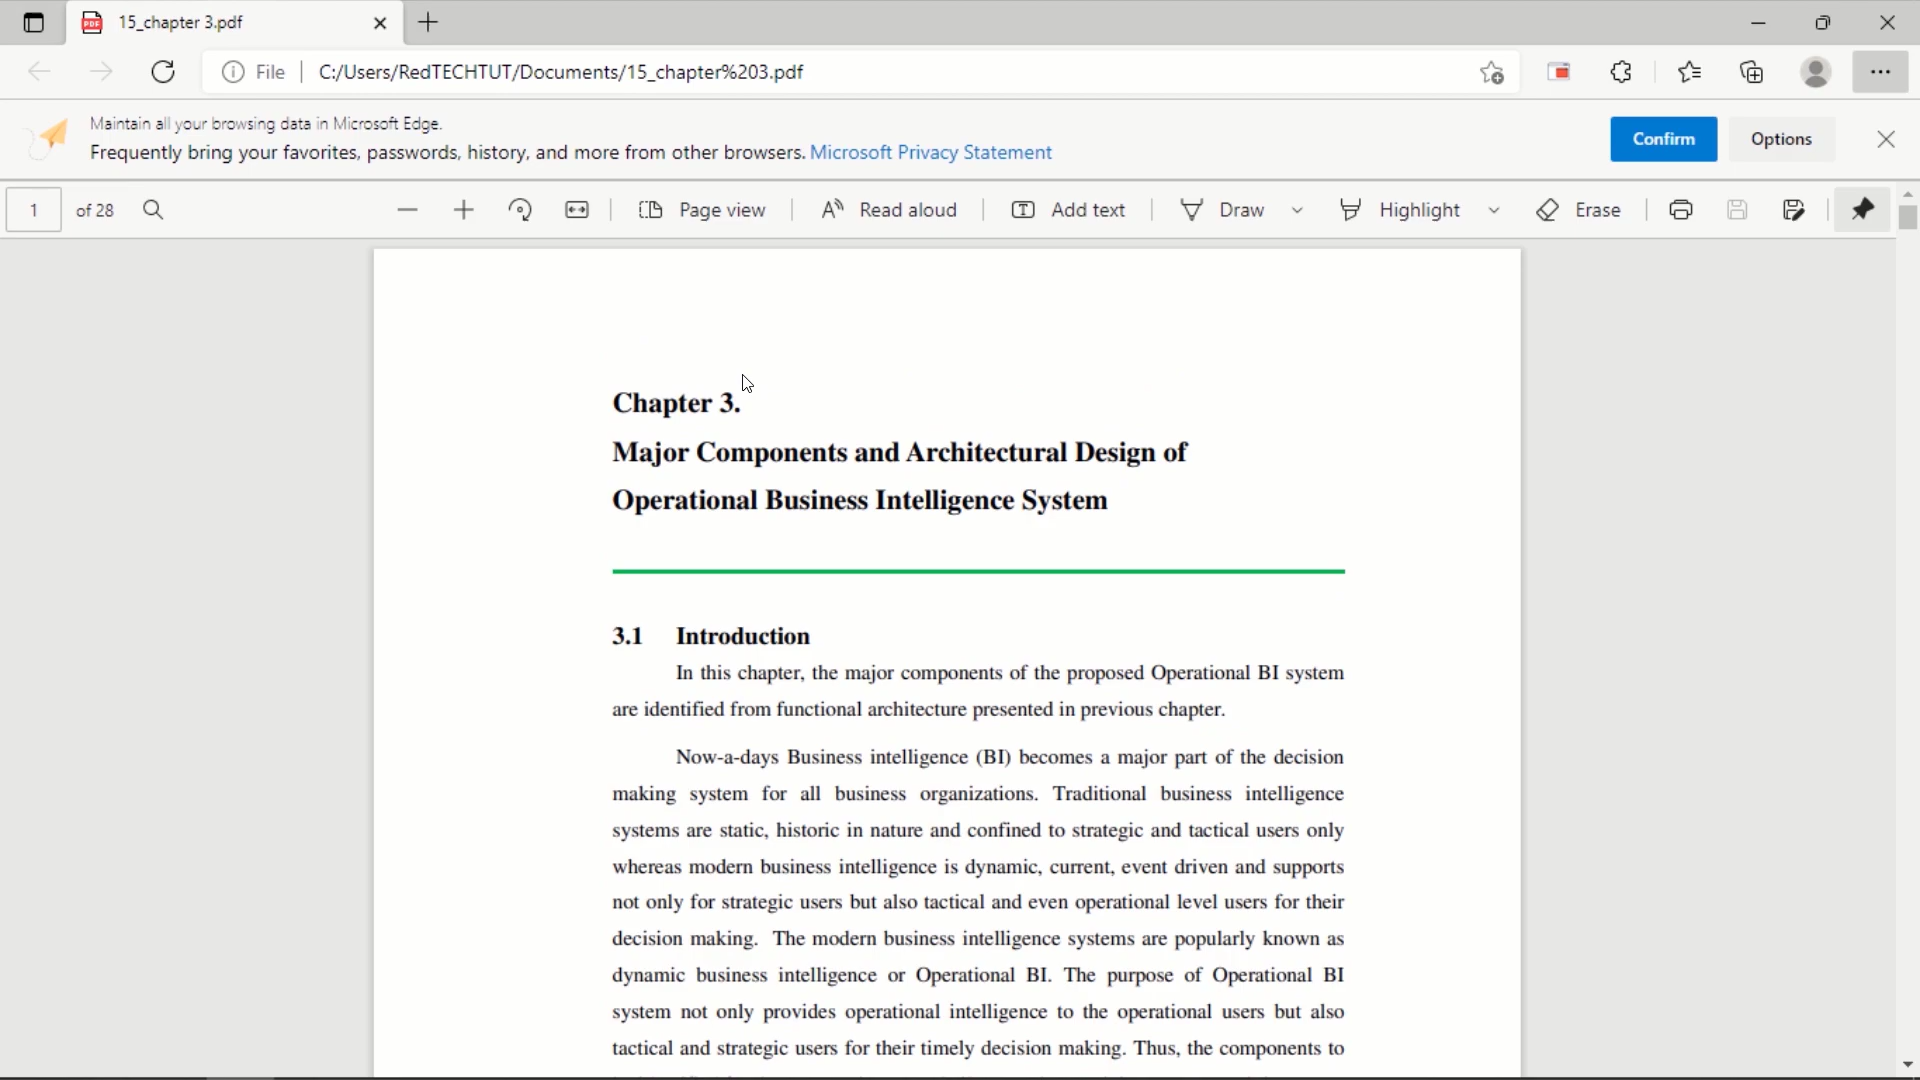 15_chapter 3.pdf
File C:/Users/RedTECHTUT/Documents/15_chapter%203.pdf
Maintain all your browsing data in Microsoft Edge.
Frequently bring your favorites, passwords, history, and more from other browsers. Microsoft Privacy Statement
Confirm Options
1 of 28 Page view Read aloud Add text Draw Highlight Erase
Chapter 3.
Major Components and Architectural Design of
Operational Business Intelligence System
3.1 Introduction
In this chapter, the major components of the proposed Operational BI system
are identified from functional architecture presented in previous chapter.
Now-a-days Business intelligence (BI) becomes a major part of the decision
making system for all business organizations. Traditional business intelligence
systems are static, historic in nature and confined to strategic and tactical users only
whereas modern business intelligence is dynamic, current, event driven and supports
not only for strategic users but also tactical and even operational level users for their
decision making. The modern business intelligence systems are popularly known as
dynamic business intelligence or Operational BI. The purpose of Operational BI
system not only provides operational intelligence to the operational users but also
tactical and strategic users for their timely decision making. Thus, the components to